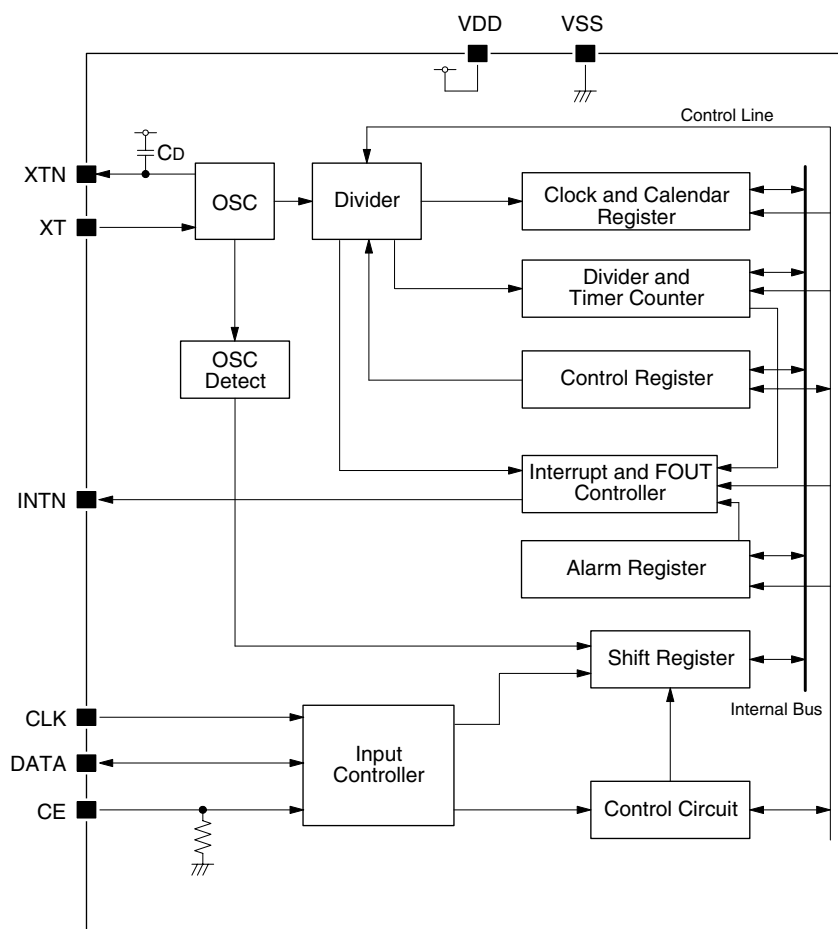 VDD
VSS
Control Line
CD
XTN
XT
OSC
Divider
Clock and Calendar
Register
Divider and
Timer Counter
OSC
Detect
Control Register
Interrupt and FOUT
Controller
INTN
Alarm Register
Shift Register
Internal Bus
CLK
DATA
CE
Input
Controller
Control Circuit